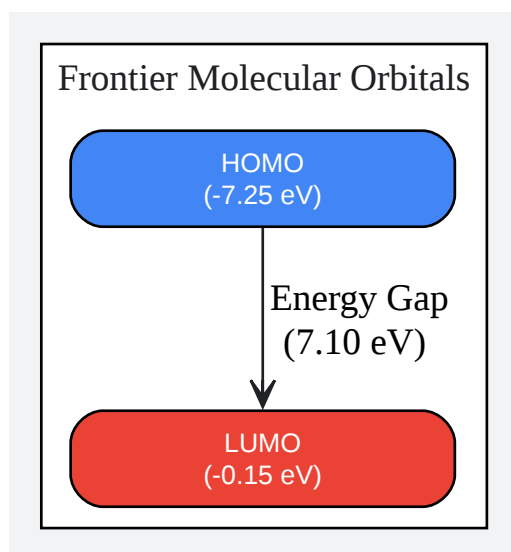 Frontier Molecular Orbitals
HOMO
(-7.25 eV)
Energy Gap
(7.10 eV)
LUMO
(-0.15 eV)